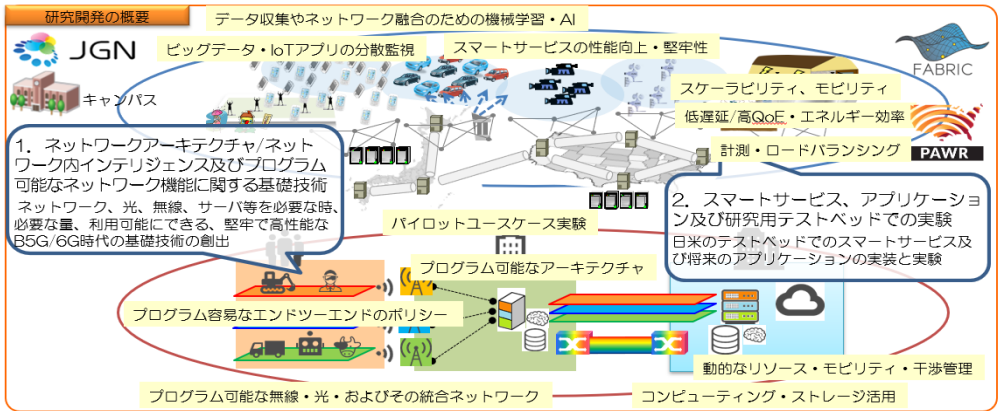 研究開発の概要
データ収集やネットワーク融合のための機械学習・AI
JGN
ビッグデータ・IoTアプリの分散監視
スマートサービスの性能向上・堅牢性
FABRIC
キャンパス
スケーラビリティ、モビリティ
低遅延/高QoE・エネルギー効率
PAWR
計測・ロードバランシング
1. ネットワークアーキテクチャ/ネット
ワーク内インテリジェンス及びプログラム
可能なネットワーク機能に関する基礎技術
ネットワーク、光、無線、サーバ等を必要な時、
必要な量、利用可能にできる、堅牢で高性能な
B5G/6G時代の基礎技術の創出
2. スマートサービス、アプリケーショ
ン及び研究用テストベッドでの実験
日米のテストベッドでのスマートサービス及
び将来のアプリケーションの実装と実験
パイロットユースケース実験
プログラム可能なアーキテクチャ
プログラム容易なエンドツーエンドのポリシー
動的なリソース・モビリティ・干渉管理
プログラム可能な無線・光・およびその統合ネットワーク
コンピューティング・ストレージ活用